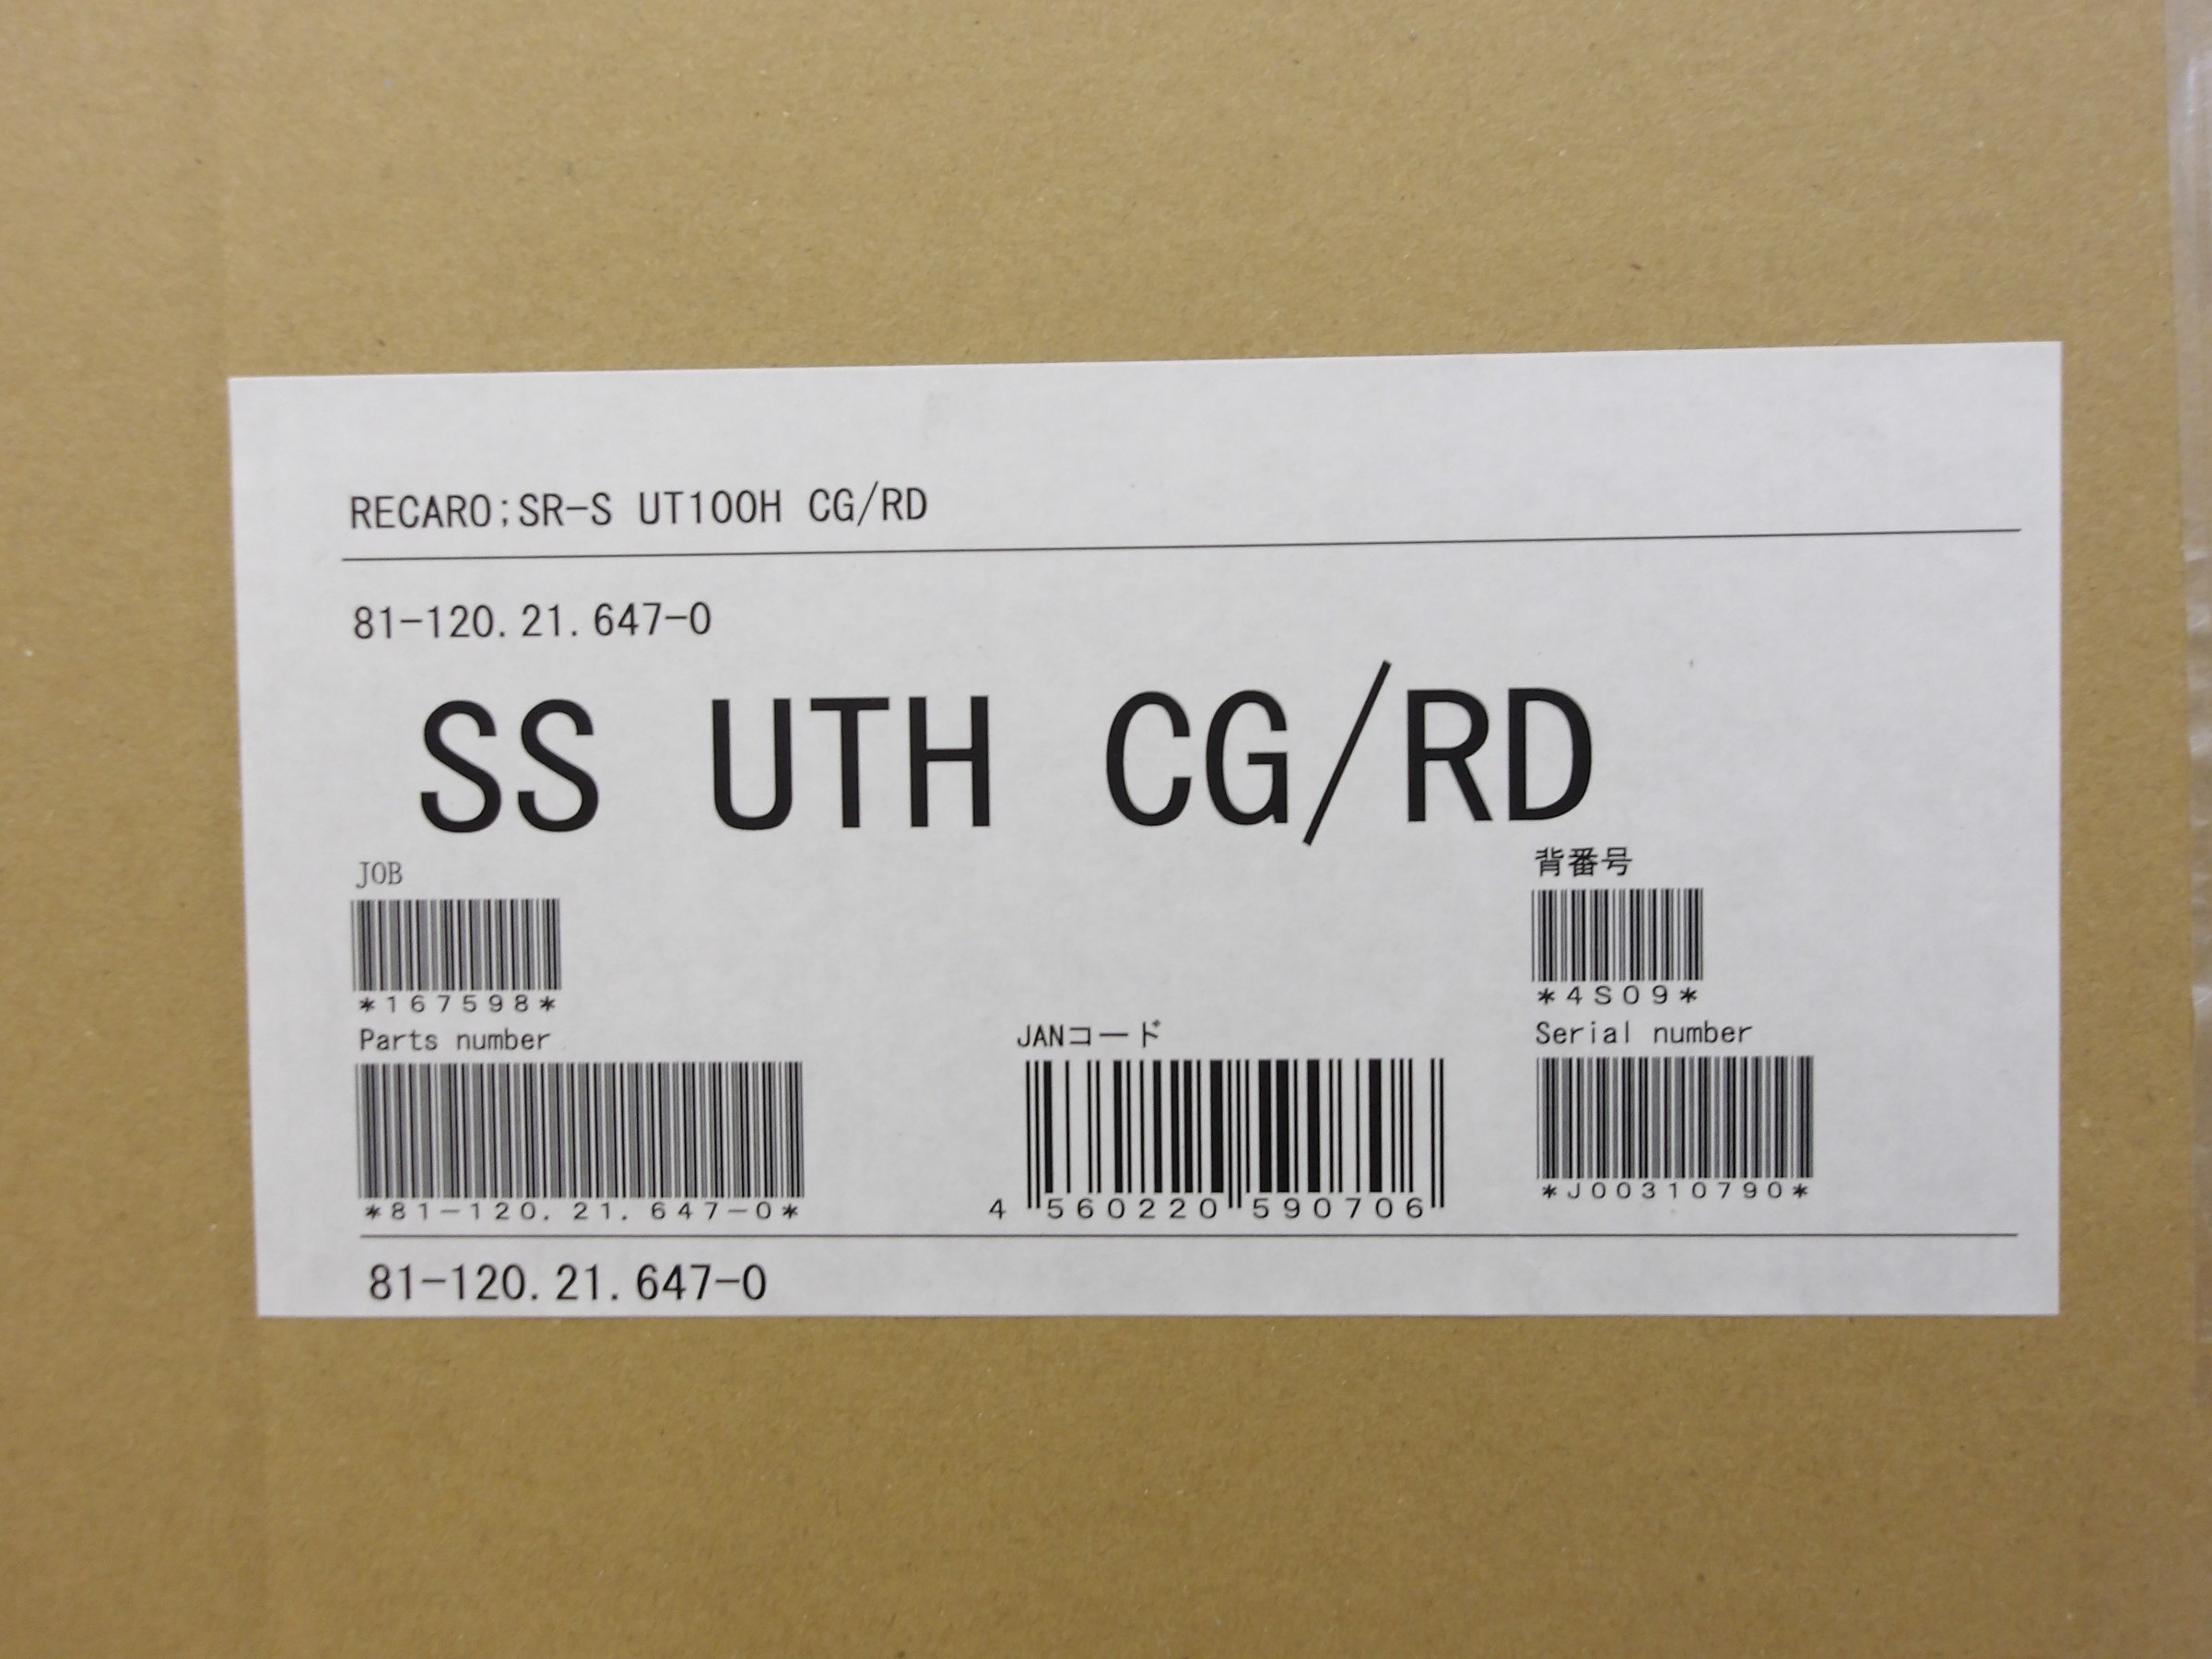 RECARO;SR-S UT100H CG/RD
81-120.21.647-0
SS UTH CG/RD
JOB
*167598*
背番号
*4S09*
Parts number
*81-120.21.647-0*
JANコード
4 560220 590706
Serial number
*J00310790*
81-120.21.647-0